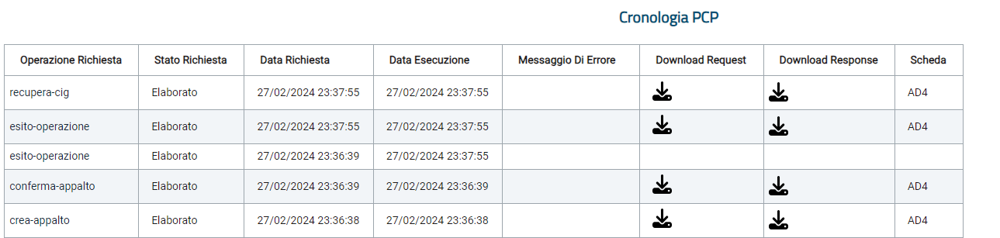 Cronologia PCP
Operazione Richiesta Stato Richiesta Data Richiesta Data Esecuzione Messaggio Di Errore Download Request Download Response Scheda
recupera-cig Elaborato 27/02/2024 23:37:55 27/02/2024 23:37:55 AD4
esito-operazione Elaborato 27/02/2024 23:37:55 27/02/2024 23:37:55 AD4
esito-operazione Elaborato 27/02/2024 23:36:39 27/02/2024 23:37:55
conferma-appalto Elaborato 27/02/2024 23:36:39 27/02/2024 23:36:39 AD4
crea-appalto Elaborato 27/02/2024 23:36:38 27/02/2024 23:36:38 AD4